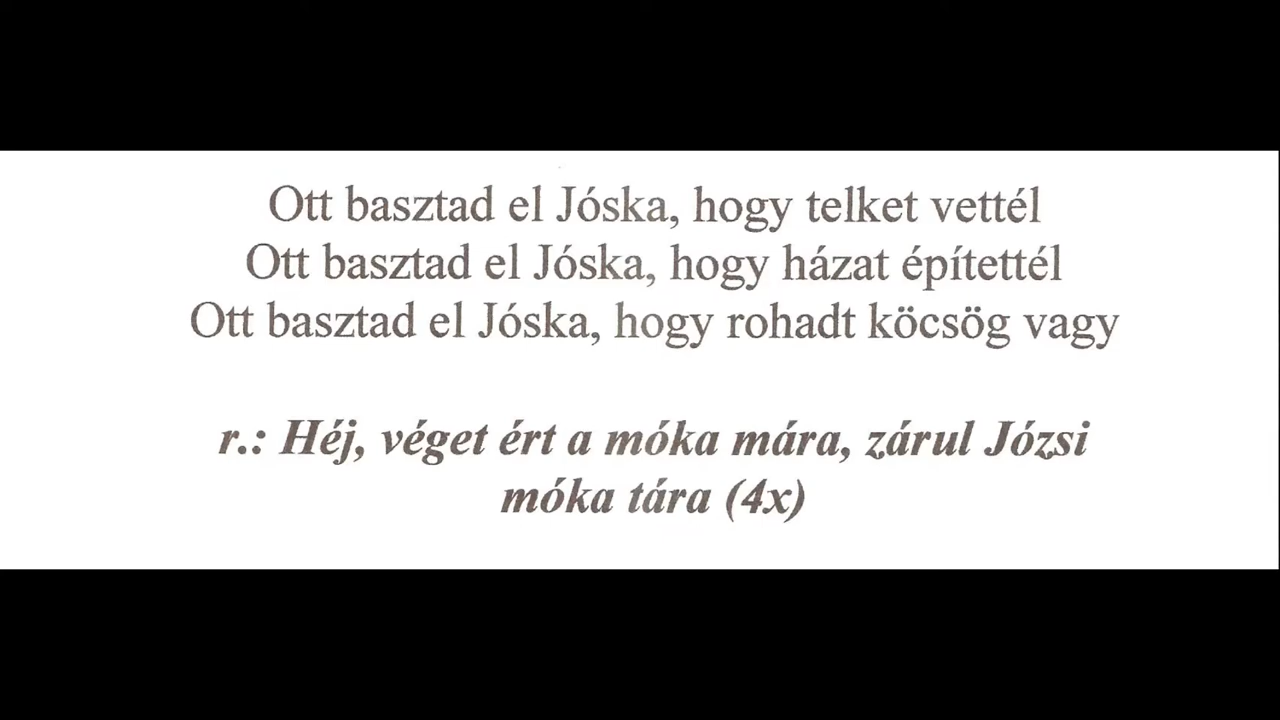 Ott basztad el Jóska, hogy telket vettél
Ott basztad el Jóska, hogy házat építettél
Ott basztad el Jóska, hogy rohadt köcsög vagy
r.: Héj, véget ért a móka mára, zárul Józsi
móka tára (4x)